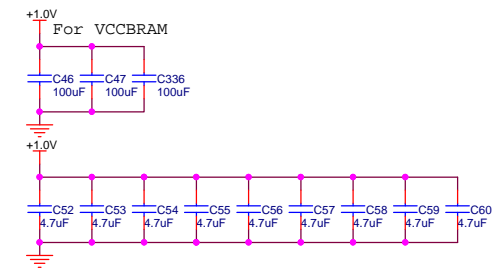 +1.0V
For VCCBRAM
C46 C47 C336
100uF 100uF 100uF
+1.0V
C52 C53 C54 C55 C56 C57 C58 C59 C60
4.7uF 4.7uF 4.7uF 4.7uF 4.7uF 4.7uF 4.7uF 4.7uF 4.7uF